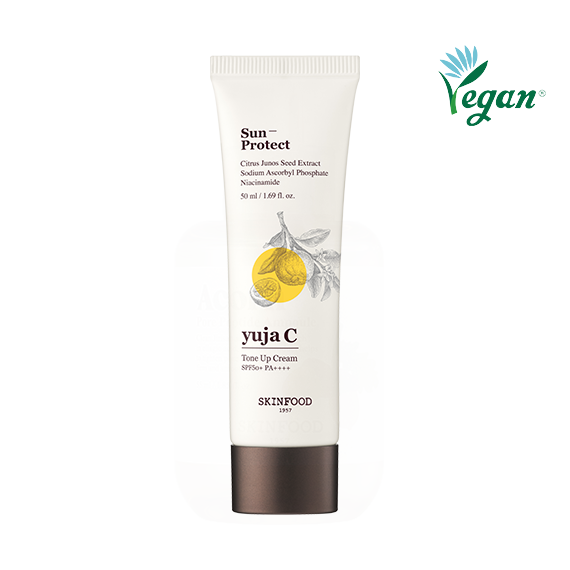 Vegan®
Sun—
Protect
Citrus Junos Seed Extract
Sodium Ascorbyl Phosphate
Niacinamide
50 ml / 1.69 fl. oz.
yuja C
Tone Up Cream
SPF50+ PA++++
SKINFOOD
1957